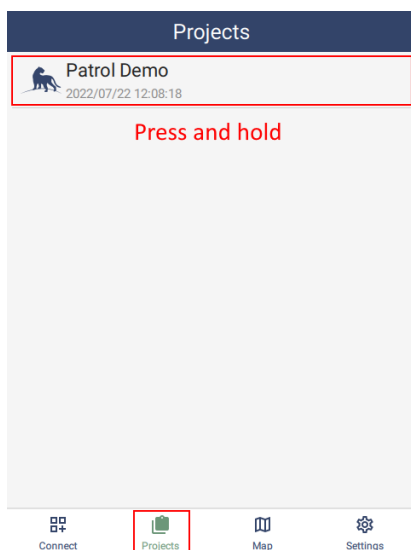 Projects
Patrol Demo
2022/07/22 12:08:18
Press and hold
Connect Projects Map Settings